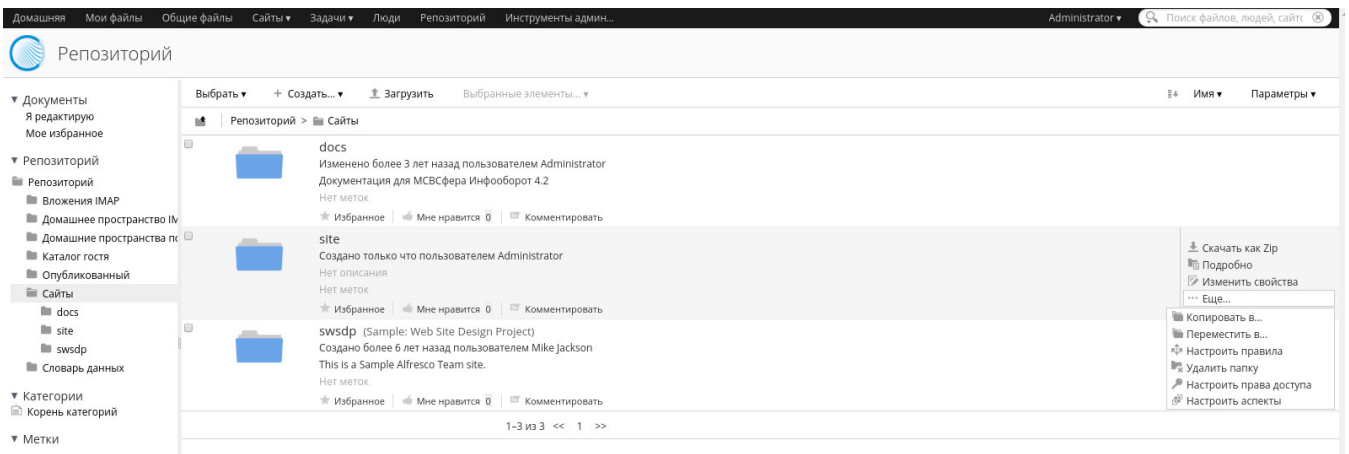 Домашняя Мои файлы Общие файлы Сайты ▾ Задачи ▾ Люди Репозиторий Инструменты админ... Administrator ▾ Поиск файлов, людей, сайтс
Репозиторий
▾ Документы
Я редактирую
Мое избранное
▾ Репозиторий
Репозиторий
Вложения IMAP
Домашнее пространство IM
Домашние пространства по
Каталог гостя
Опубликованный
Сайты
docs
site
swsdp
Словарь данных
▾ Категории
Корень категорий
▾ Метки
Выбрать ▾ + Создать... ▾ Загрузить Выбранные элементы... ▾ Имя ▾ Параметры ▾
Репозиторий > Сайты
docs
Изменено более 3 лет назад пользователем Administrator
Документация для МСВСфера Инфооборот 4.2
Нет меток
Избранное Мне нравится 0 Комментировать
site
Создано только что пользователем Administrator
Нет описания
Нет меток
Избранное Мне нравится 0 Комментировать
Скачать как Zip
Подробно
Изменить свойства
··· Еще...
Копировать в...
Переместить в...
Настроить правила
Удалить папку
Настроить права доступа
Настроить аспекты
swsdp (Sample: Web Site Design Project)
Создано более 6 лет назад пользователем Mike Jackson
This is a Sample Alfresco Team site.
Нет меток
Избранное Мне нравится 0 Комментировать
1–3 из 3 << 1 >>